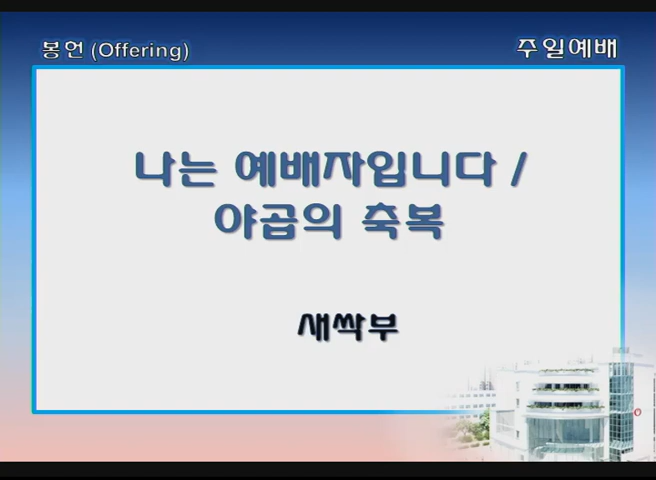 봉헌 (Offering)
주일예배
나는 예배자입니다 /
야곱의 축복
새싹부